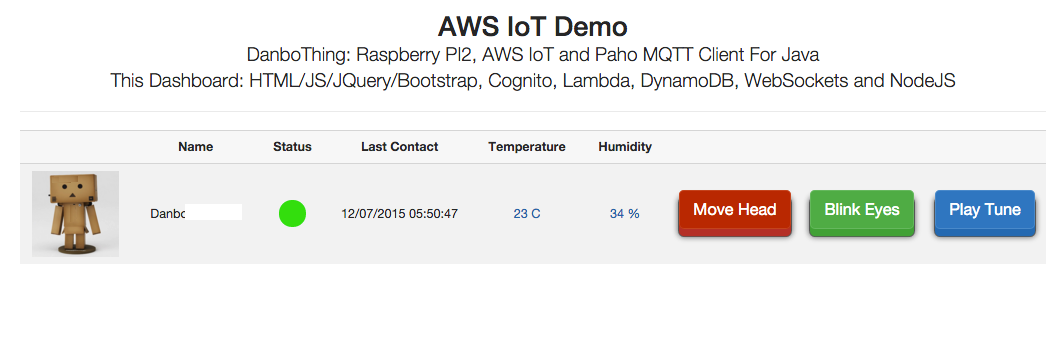 AWS IoT Demo
DanboThing: Raspberry PI2, AWS IoT and Paho MQTT Client For Java
This Dashboard: HTML/JS/JQuery/Bootstrap, Cognito, Lambda, DynamoDB, WebSockets and NodeJS
Name Status Last Contact Temperature Humidity
Danbo 12/07/2015 05:50:47 23 C 34 % Move Head Blink Eyes Play Tune